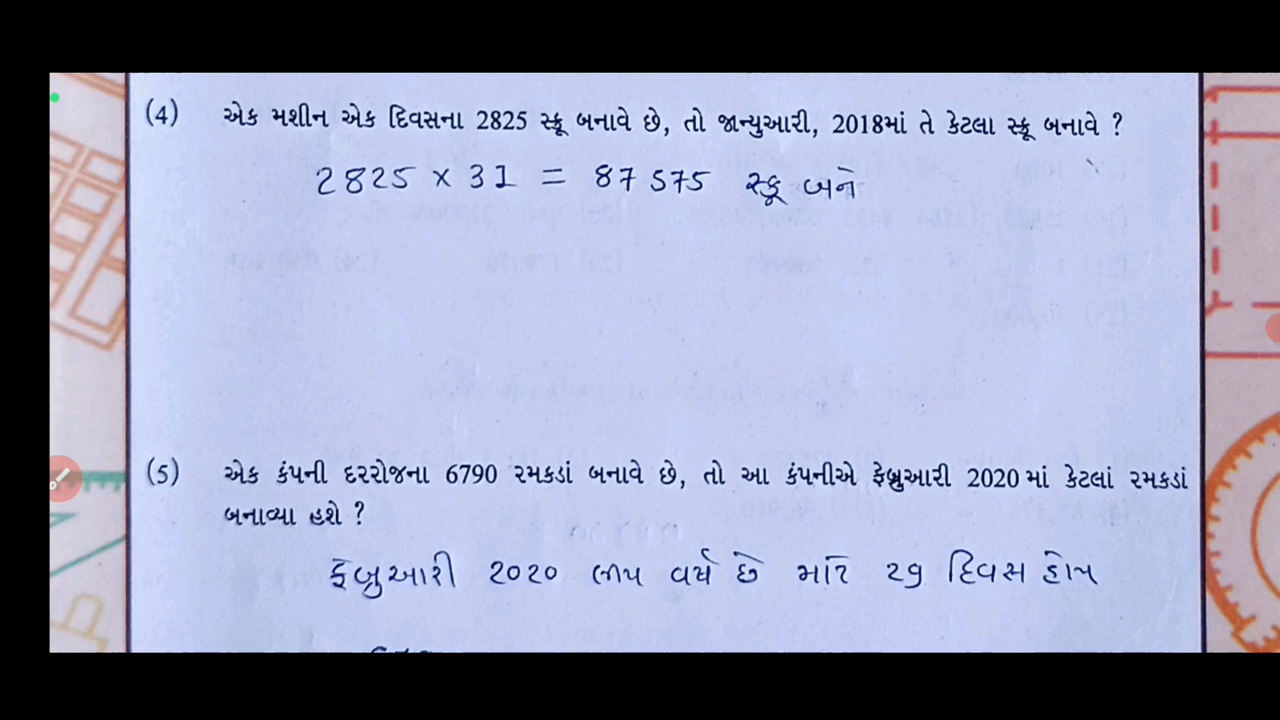 (4) એક મશીન એક દિવસના 2825 સ્ક્રૂ બનાવે છે, તો જાન્યુઆરી, 2018માં તે કેટલા સ્ક્રૂ બનાવે ?
2825 × 31 = 87575 સ્ક્રૂ બને
(5) એક કંપની દરરોજના 6790 રમકડાં બનાવે છે, તો આ કંપનીએ ફેબ્રુઆરી 2020માં કેટલાં રમકડાં
બનાવ્યા હશે ?
ફેબ્રુઆરી 2020 લીપ વર્ષ છે માટે 29 દિવસ હોય